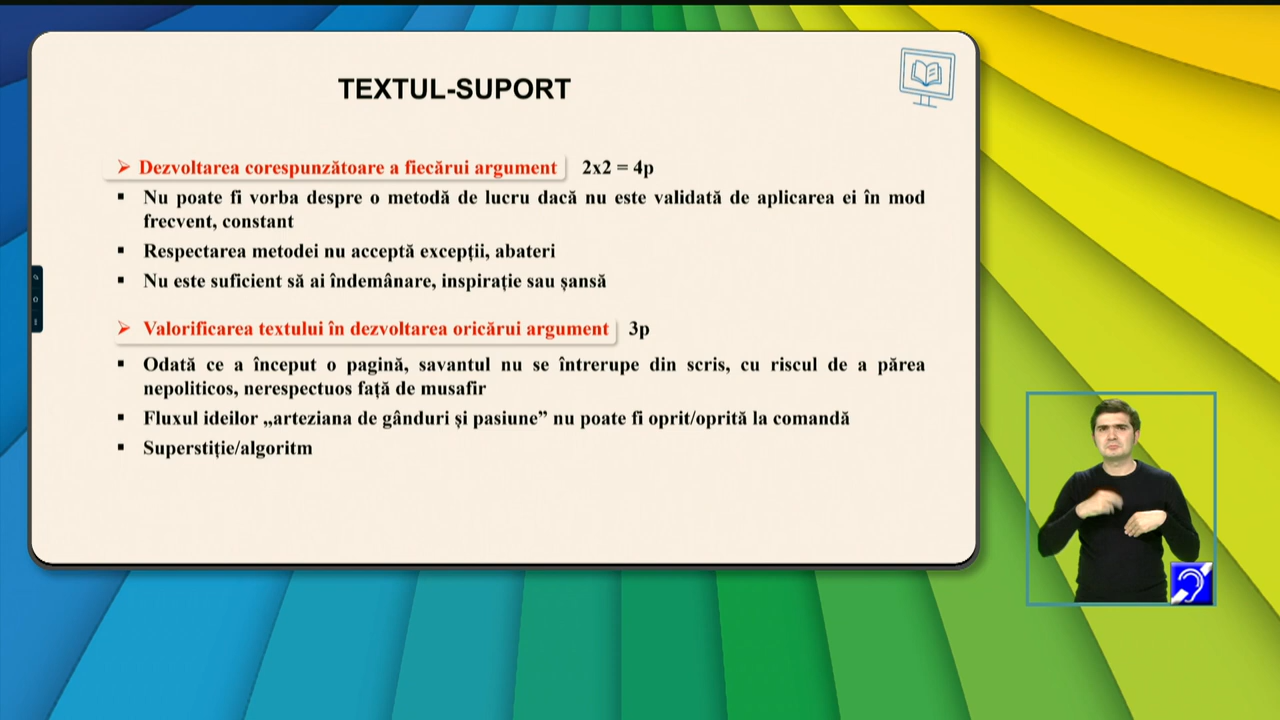 TEXTUL-SUPORT
➢ Dezvoltarea corespunzătoare a fiecărui argument 2x2 = 4p
▪ Nu poate fi vorba despre o metodă de lucru dacă nu este validată de aplicarea ei în mod
frecvent, constant
▪ Respectarea metodei nu acceptă excepții, abateri
▪ Nu este suficient să ai îndemânare, inspirație sau șansă
➢ Valorificarea textului în dezvoltarea oricărui argument 3p
▪ Odată ce a început o pagină, savantul nu se întrerupe din scris, cu riscul de a părea
nepoliticos, nerespectuos față de musafir
▪ Fluxul ideilor „arteziana de gânduri și pasiune” nu poate fi oprit/oprită la comandă
▪ Superstiție/algoritm